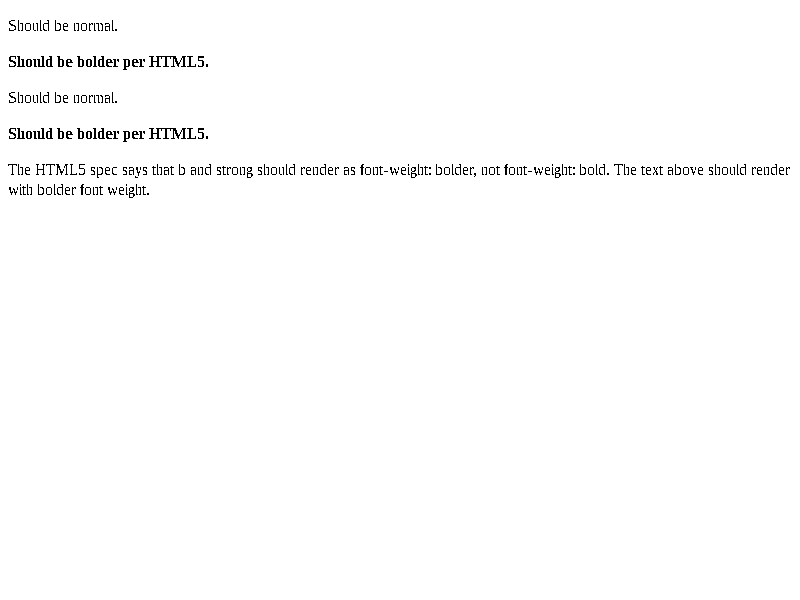 Should be normal.
Should be bolder per HTML5.
Should be normal.
Should be bolder per HTML5.
The HTML5 spec says that b and strong should render as font-weight: bolder, not font-weight: bold. The text above should render
with bolder font weight.